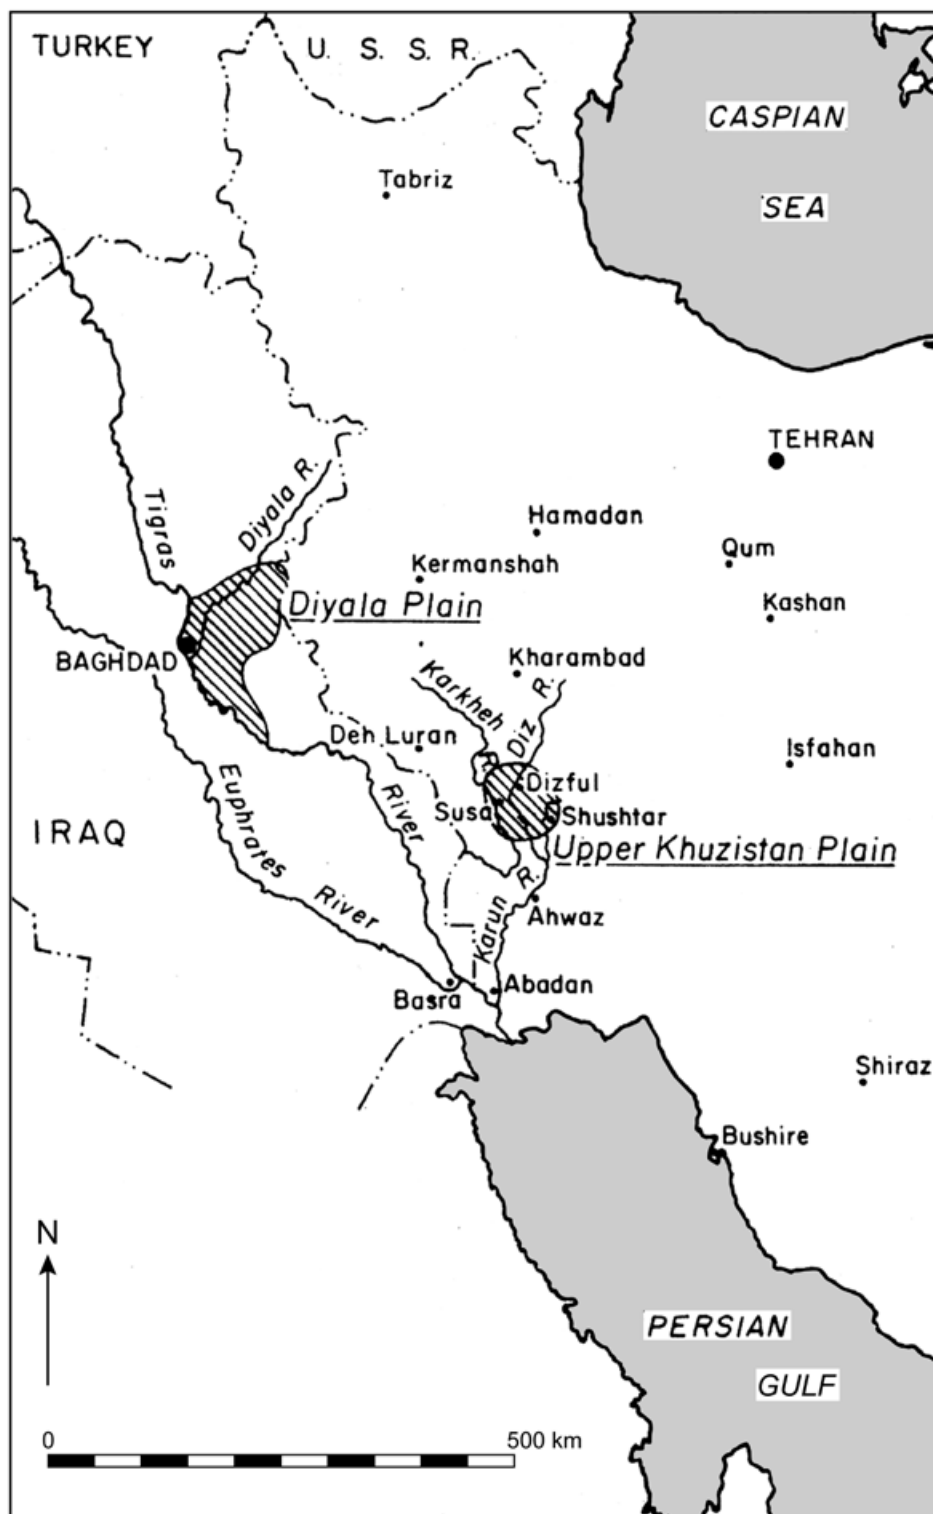 TURKEY
U. S. S. R.
CASPIAN
SEA
Tabriz
TEHRAN
Tigras
Diyala R.
Hamadan
Qum
Kermanshah
Kashan
Diyala Plain
BAGHDAD
Kharambad
Karkheh
R.
Diz R.
Deh Luran
Isfahan
Dizful
Susa
Shushtar
Upper Khuzistan Plain
IRAQ
Euphrates
River
River
Karun R.
Ahwaz
Basra
Abadan
Shiraz
Bushire
N
PERSIAN
GULF
0 500 km